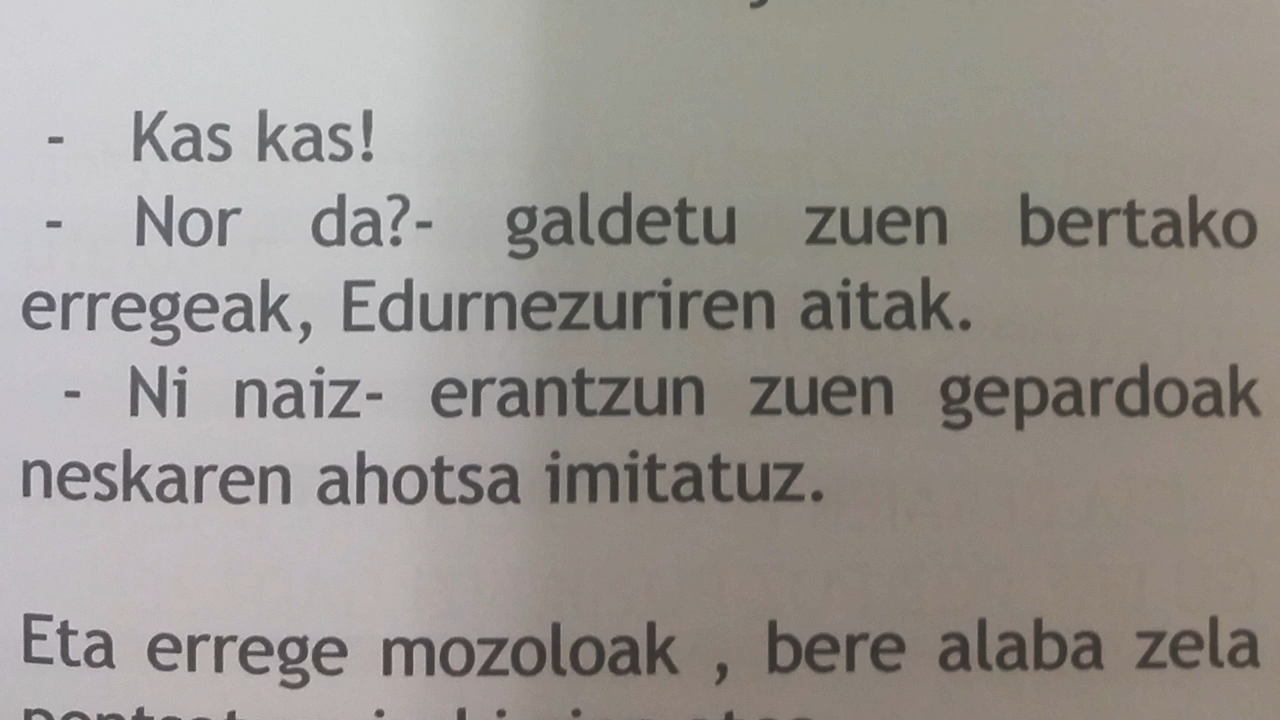 - Kas kas!
- Nor da?- galdetu zuen bertako
erregeak, Edurnezuriren aitak.
- Ni naiz- erantzun zuen gepardoak
neskaren ahotsa imitatuz.
Eta errege mozoloak , bere alaba zela